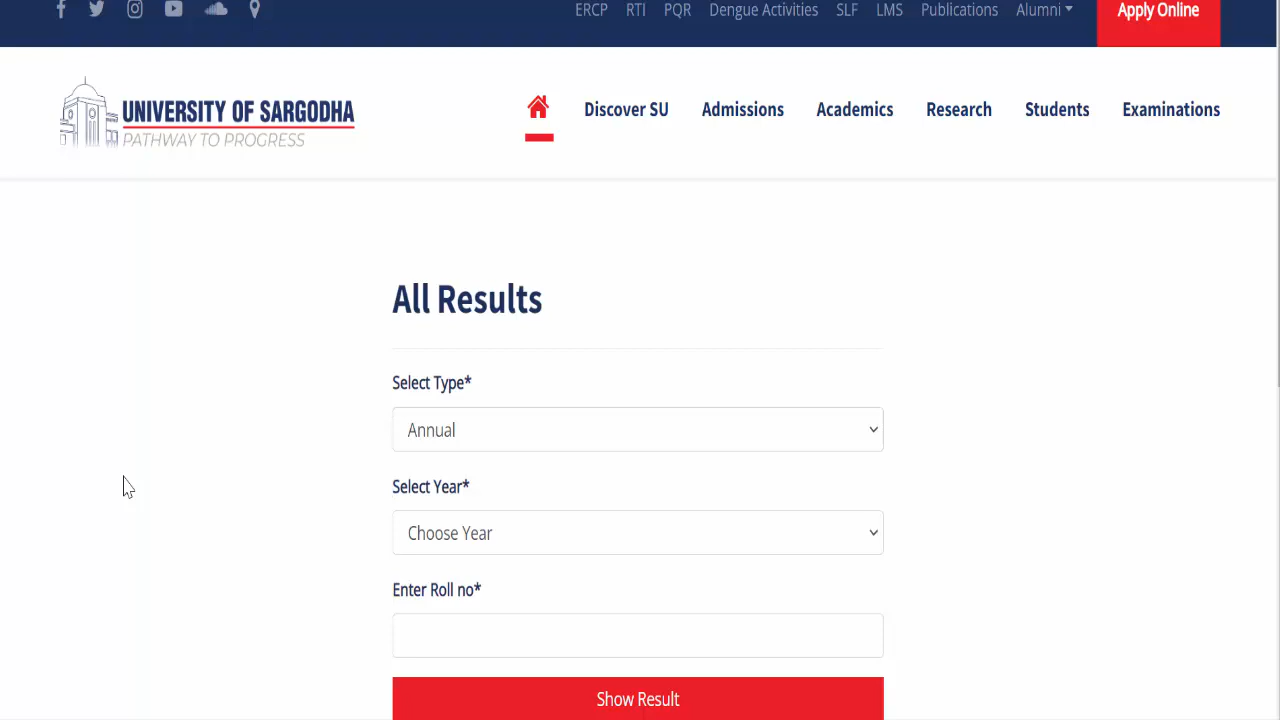 ERCP RTI PQR Dengue Activities SLF LMS Publications Alumni Apply Online
UNIVERSITY OF SARGODHA
PATHWAY TO PROGRESS
Discover SU Admissions Academics Research Students Examinations
All Results
Select Type*
Annual
Select Year*
Choose Year
Enter Roll no*
Show Result